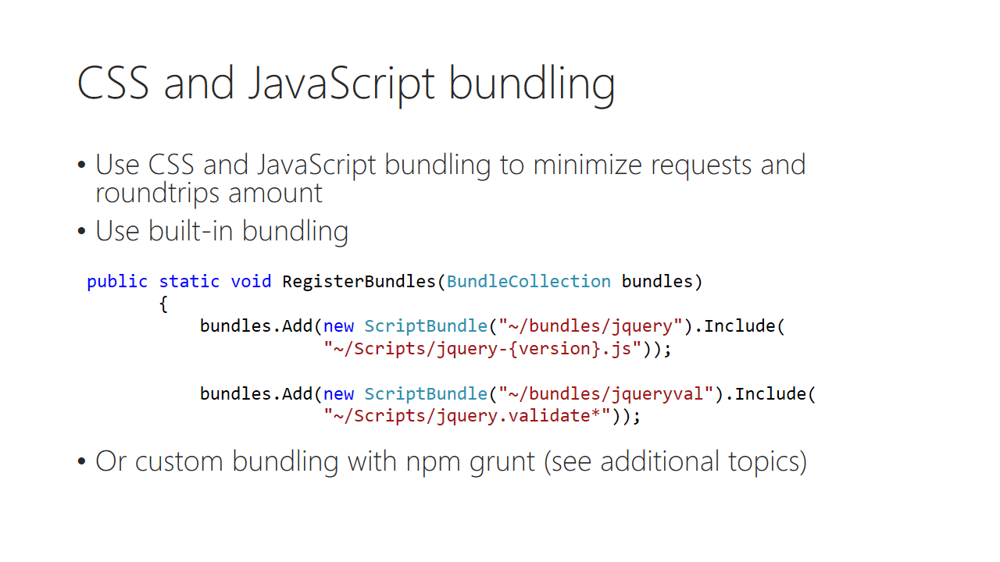 CSS and JavaScript bundling
• Use CSS and JavaScript bundling to minimize requests and
roundtrips amount
• Use built-in bundling
public static void RegisterBundles(BundleCollection bundles)
{
bundles.Add(new ScriptBundle("~/bundles/jquery").Include(
"~/Scripts/jquery-{version}.js"));
bundles.Add(new ScriptBundle("~/bundles/jqueryval").Include(
"~/Scripts/jquery.validate*"));
• Or custom bundling with npm grunt (see additional topics)